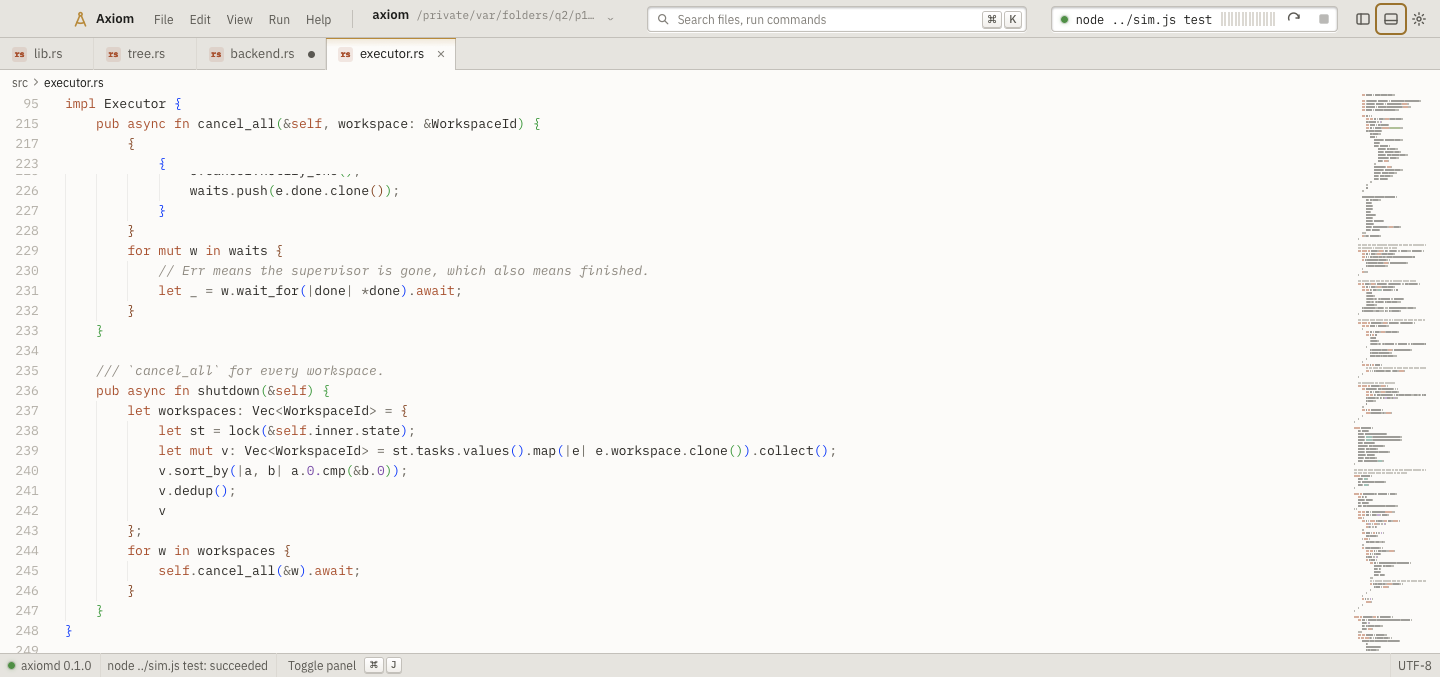 Axiom File Edit View Run Help axiom /private/var/folders/q2/p1… Search files, run commands ⌘ K node ../sim.js test
rs lib.rs rs tree.rs rs backend.rs rs executor.rs ×
src > executor.rs
95 impl Executor {
215 pub async fn cancel_all(&self, workspace: &WorkspaceId) {
217 {
223 {
226 waits.push(e.done.clone());
227 }
228 }
229 for mut w in waits {
230 // Err means the supervisor is gone, which also means finished.
231 let _ = w.wait_for(|done| *done).await;
232 }
233 }
234
235 /// `cancel_all` for every workspace.
236 pub async fn shutdown(&self) {
237 let workspaces: Vec<WorkspaceId> = {
238 let st = lock(&self.inner.state);
239 let mut v: Vec<WorkspaceId> = st.tasks.values().map(|e| e.workspace.clone()).collect();
240 v.sort_by(|a, b| a.0.cmp(&b.0));
241 v.dedup();
242 v
243 };
244 for w in workspaces {
245 self.cancel_all(&w).await;
246 }
247 }
248 }
249
axiomd 0.1.0 node ../sim.js test: succeeded Toggle panel ⌘ J UTF-8